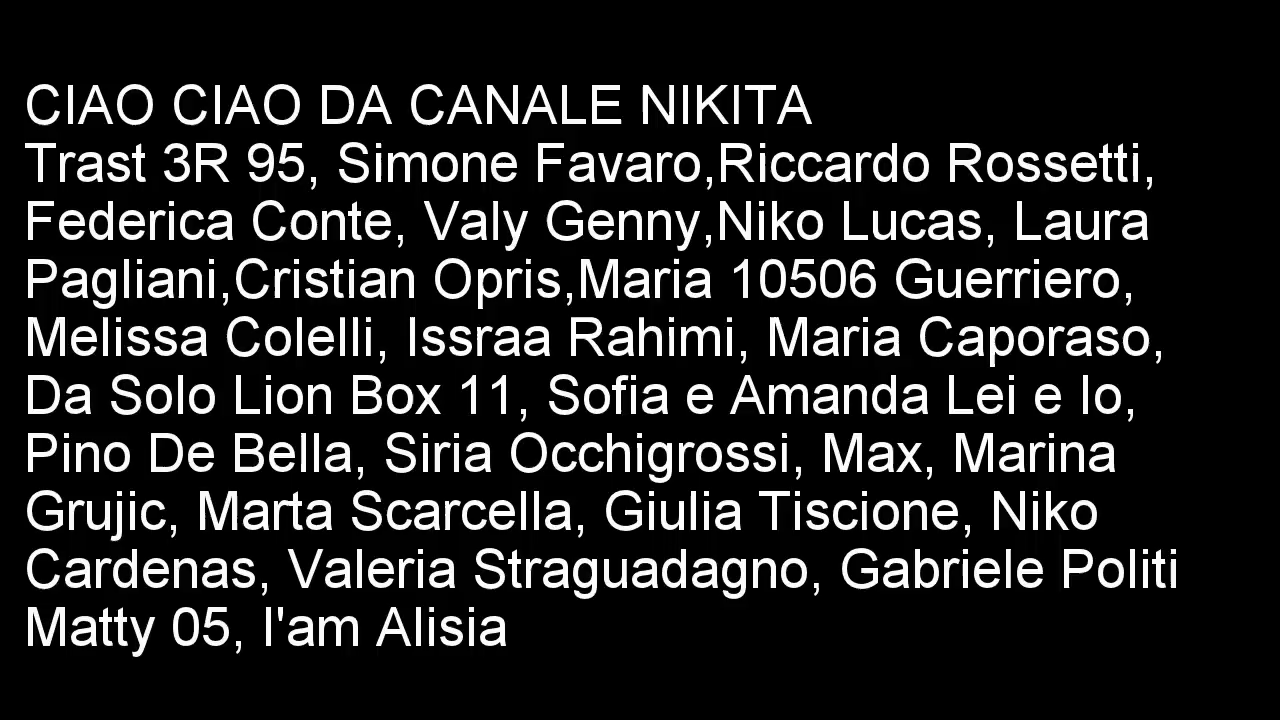 CIAO CIAO DA CANALE NIKITA
Trast 3R 95, Simone Favaro,Riccardo Rossetti,
Federica Conte, Valy Genny,Niko Lucas, Laura
Pagliani,Cristian Opris,Maria 10506 Guerriero,
Melissa Colelli, Issraa Rahimi, Maria Caporaso,
Da Solo Lion Box 11, Sofia e Amanda Lei e Io,
Pino De Bella, Siria Occhigrossi, Max, Marina
Grujic, Marta Scarcella, Giulia Tiscione, Niko
Cardenas, Valeria Straguadagno, Gabriele Politi
Matty 05, I'am Alisia